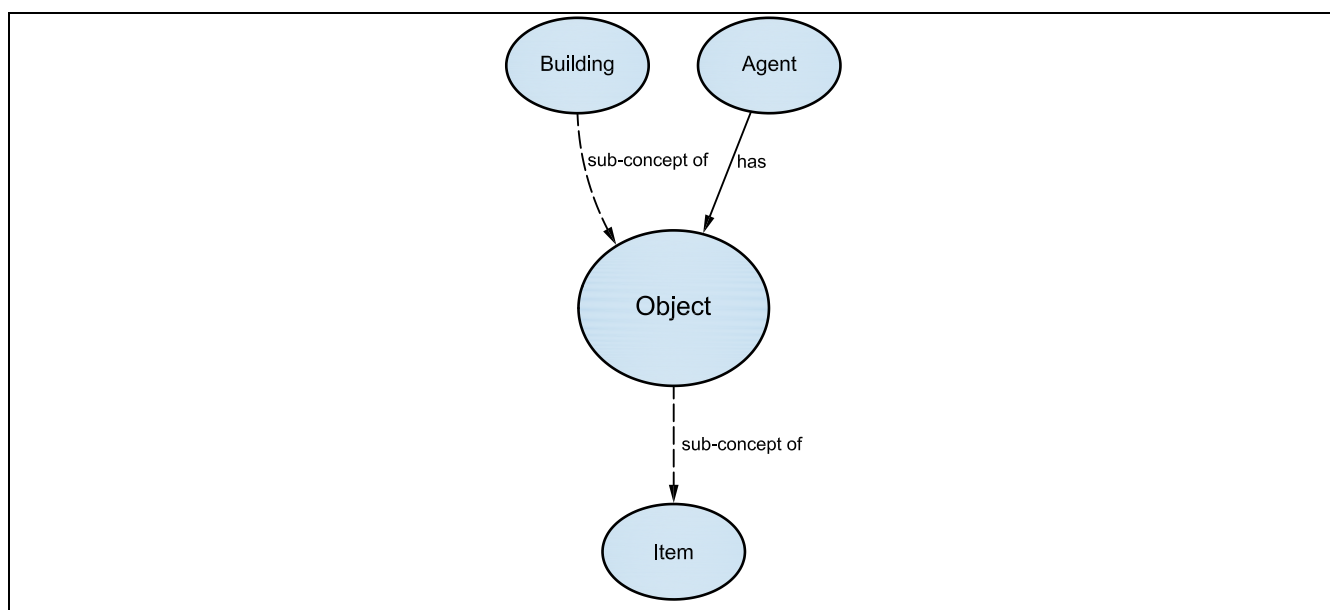 Building
Agent
sub-concept of
has
Object
sub-concept of
Item